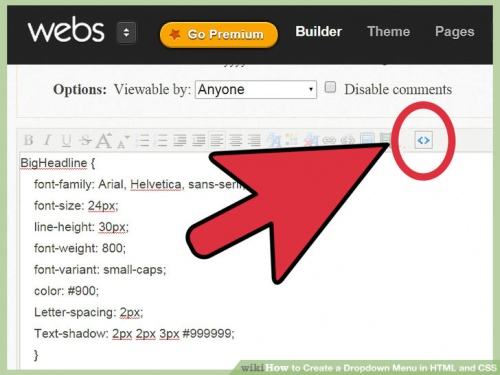 webs Go Premium Builder Theme Pages
Options: Viewable by: Anyone Disable comments
B I U S A A
BigHeadline {
font-family: Arial, Helvetica, sans-serif
font-size: 24px;
line-height: 30px;
font-weight: 800;
font-variant: small-caps;
color: #900;
Letter-spacing: 2px;
Text-shadow: 2px 2px 3px #999999;
}
wikiHow to Create a Dropdown Menu in HTML and CSS